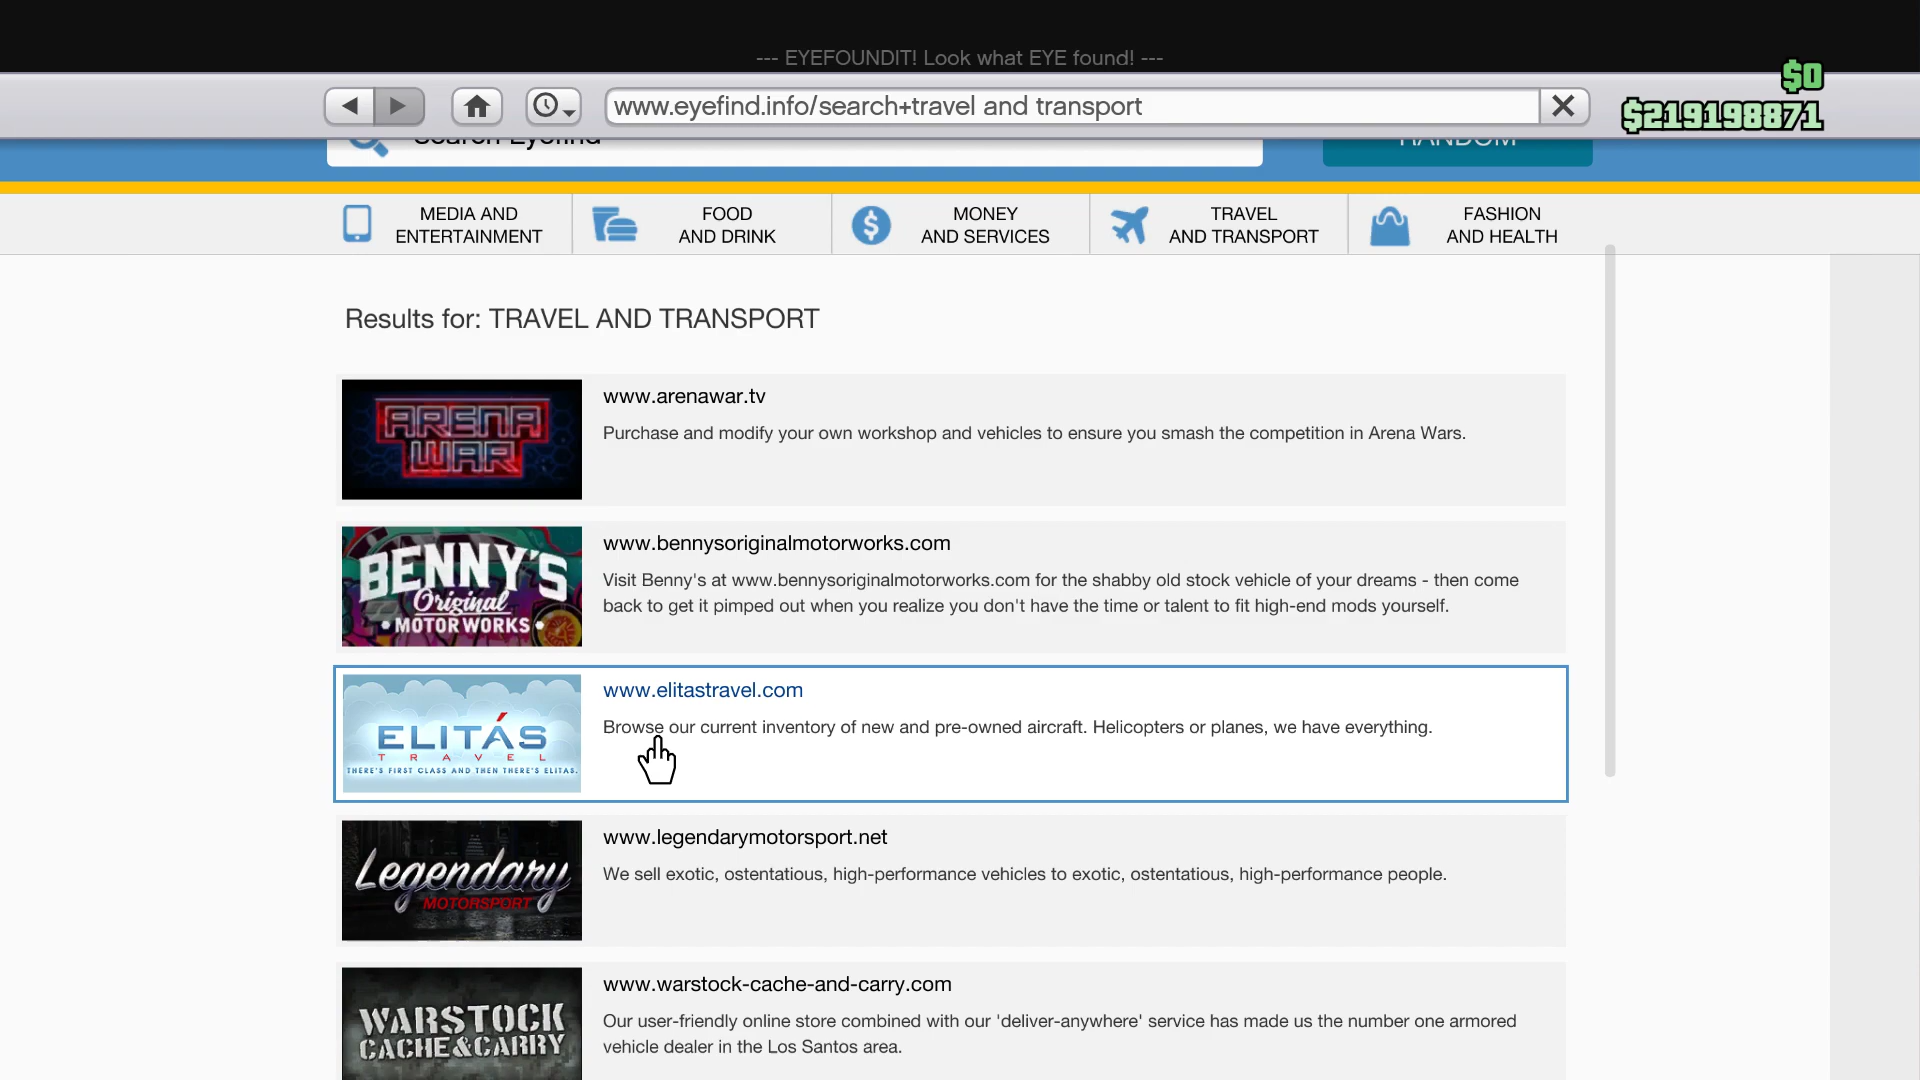 --- EYEFOUNDIT! Look what EYE found! ---
$0
www.eyefind.info/search+travel and transport
$219198871
Search Eyefind
RANDOM
MEDIA AND
ENTERTAINMENT
FOOD
AND DRINK
MONEY
AND SERVICES
TRAVEL
AND TRANSPORT
FASHION
AND HEALTH
Results for: TRAVEL AND TRANSPORT
ARENA
WAR
www.arenawar.tv
Purchase and modify your own workshop and vehicles to ensure you smash the competition in Arena Wars.
BENNY'S
Original
MOTOR WORKS
www.bennysoriginalmotorworks.com
Visit Benny's at www.bennysoriginalmotorworks.com for the shabby old stock vehicle of your dreams - then come
back to get it pimped out when you realize you don't have the time or talent to fit high-end mods yourself.
ELITÁS
TRAVEL
THERE'S FIRST CLASS AND THEN THERE'S ELITAS.
www.elitastravel.com
Browse our current inventory of new and pre-owned aircraft. Helicopters or planes, we have everything.
Legendary
MOTORSPORT
www.legendarymotorsport.net
We sell exotic, ostentatious, high-performance vehicles to exotic, ostentatious, high-performance people.
WARSTOCK
CACHE&CARRY
www.warstock-cache-and-carry.com
Our user-friendly online store combined with our 'deliver-anywhere' service has made us the number one armored
vehicle dealer in the Los Santos area.